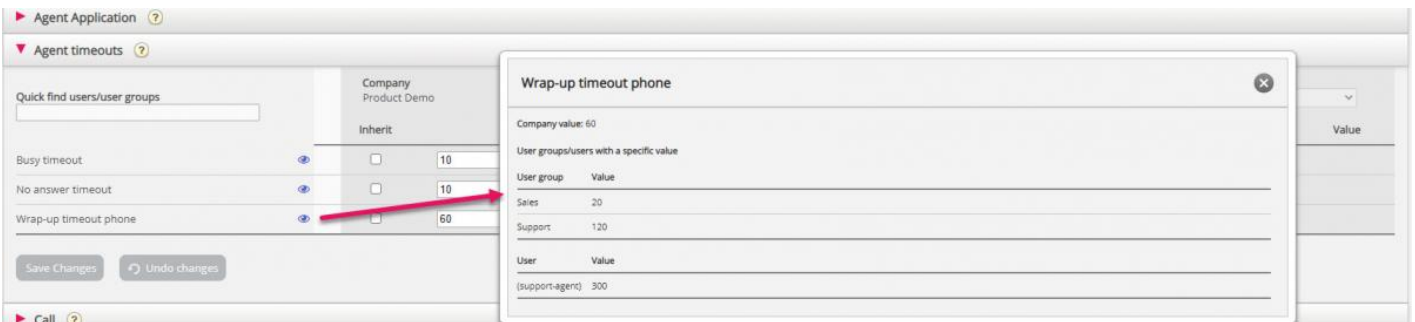 Agent Application ?
Agent timeouts ?
Quick find users/user groups
Company
Product Demo
Inherit
Value
Busy timeout 10
No answer timeout 10
Wrap-up timeout phone 60
Save Changes Undo changes
Call ?
Wrap-up timeout phone
Company value: 60
User groups/users with a specific value
User group Value
Sales 20
Support 120
User Value
(support-agent) 300